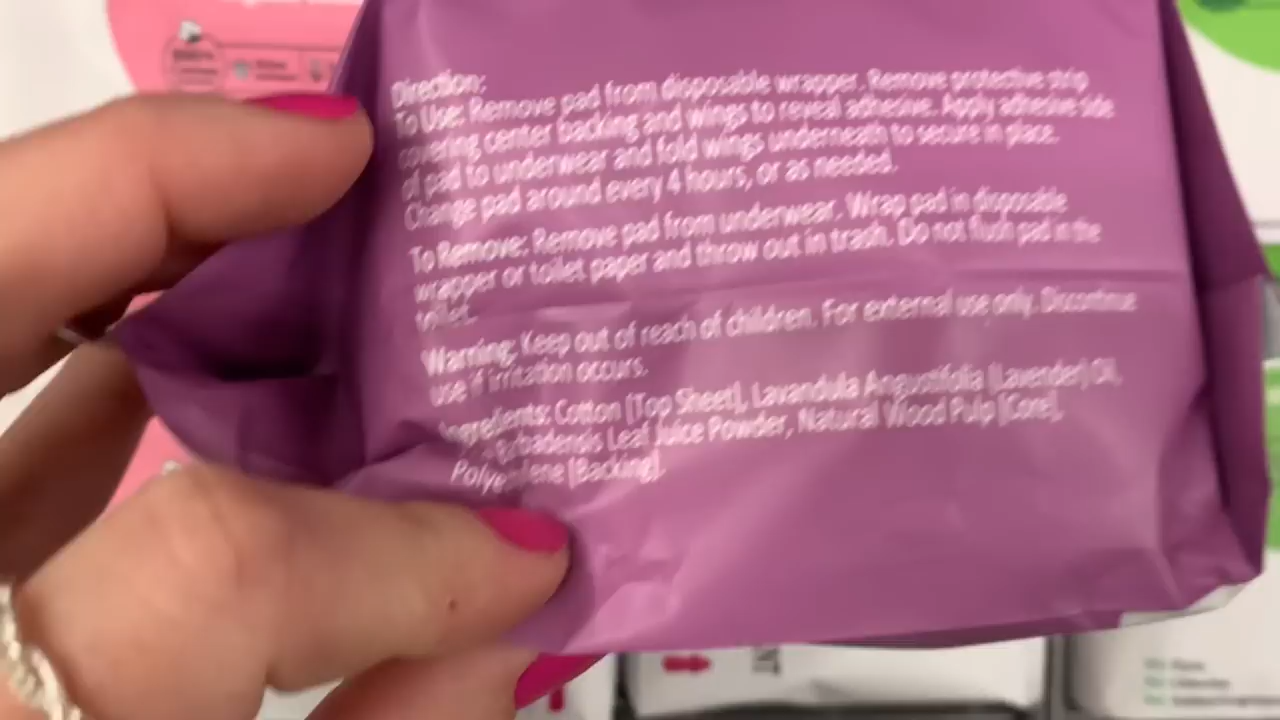 Direction:
To Use: Remove pad from disposable wrapper. Remove protective strip
covering center backing and wings to reveal adhesive. Apply adhesive side
of pad to underwear and fold wings underneath to secure in place.
Change pad around every 4 hours, or as needed.
To Remove: Remove pad from underwear. Wrap pad in disposable
wrapper or toilet paper and throw out in trash. Do not flush pad in the
toilet.
Warning: Keep out of reach of children. For external use only. Discontinue
use if irritation occurs.
Ingredients: Cotton [Top Sheet], Lavandula Angustifolia (Lavender) Oil,
Barbadensis Leaf Juice Powder, Natural Wood Pulp [Core],
[Backing].